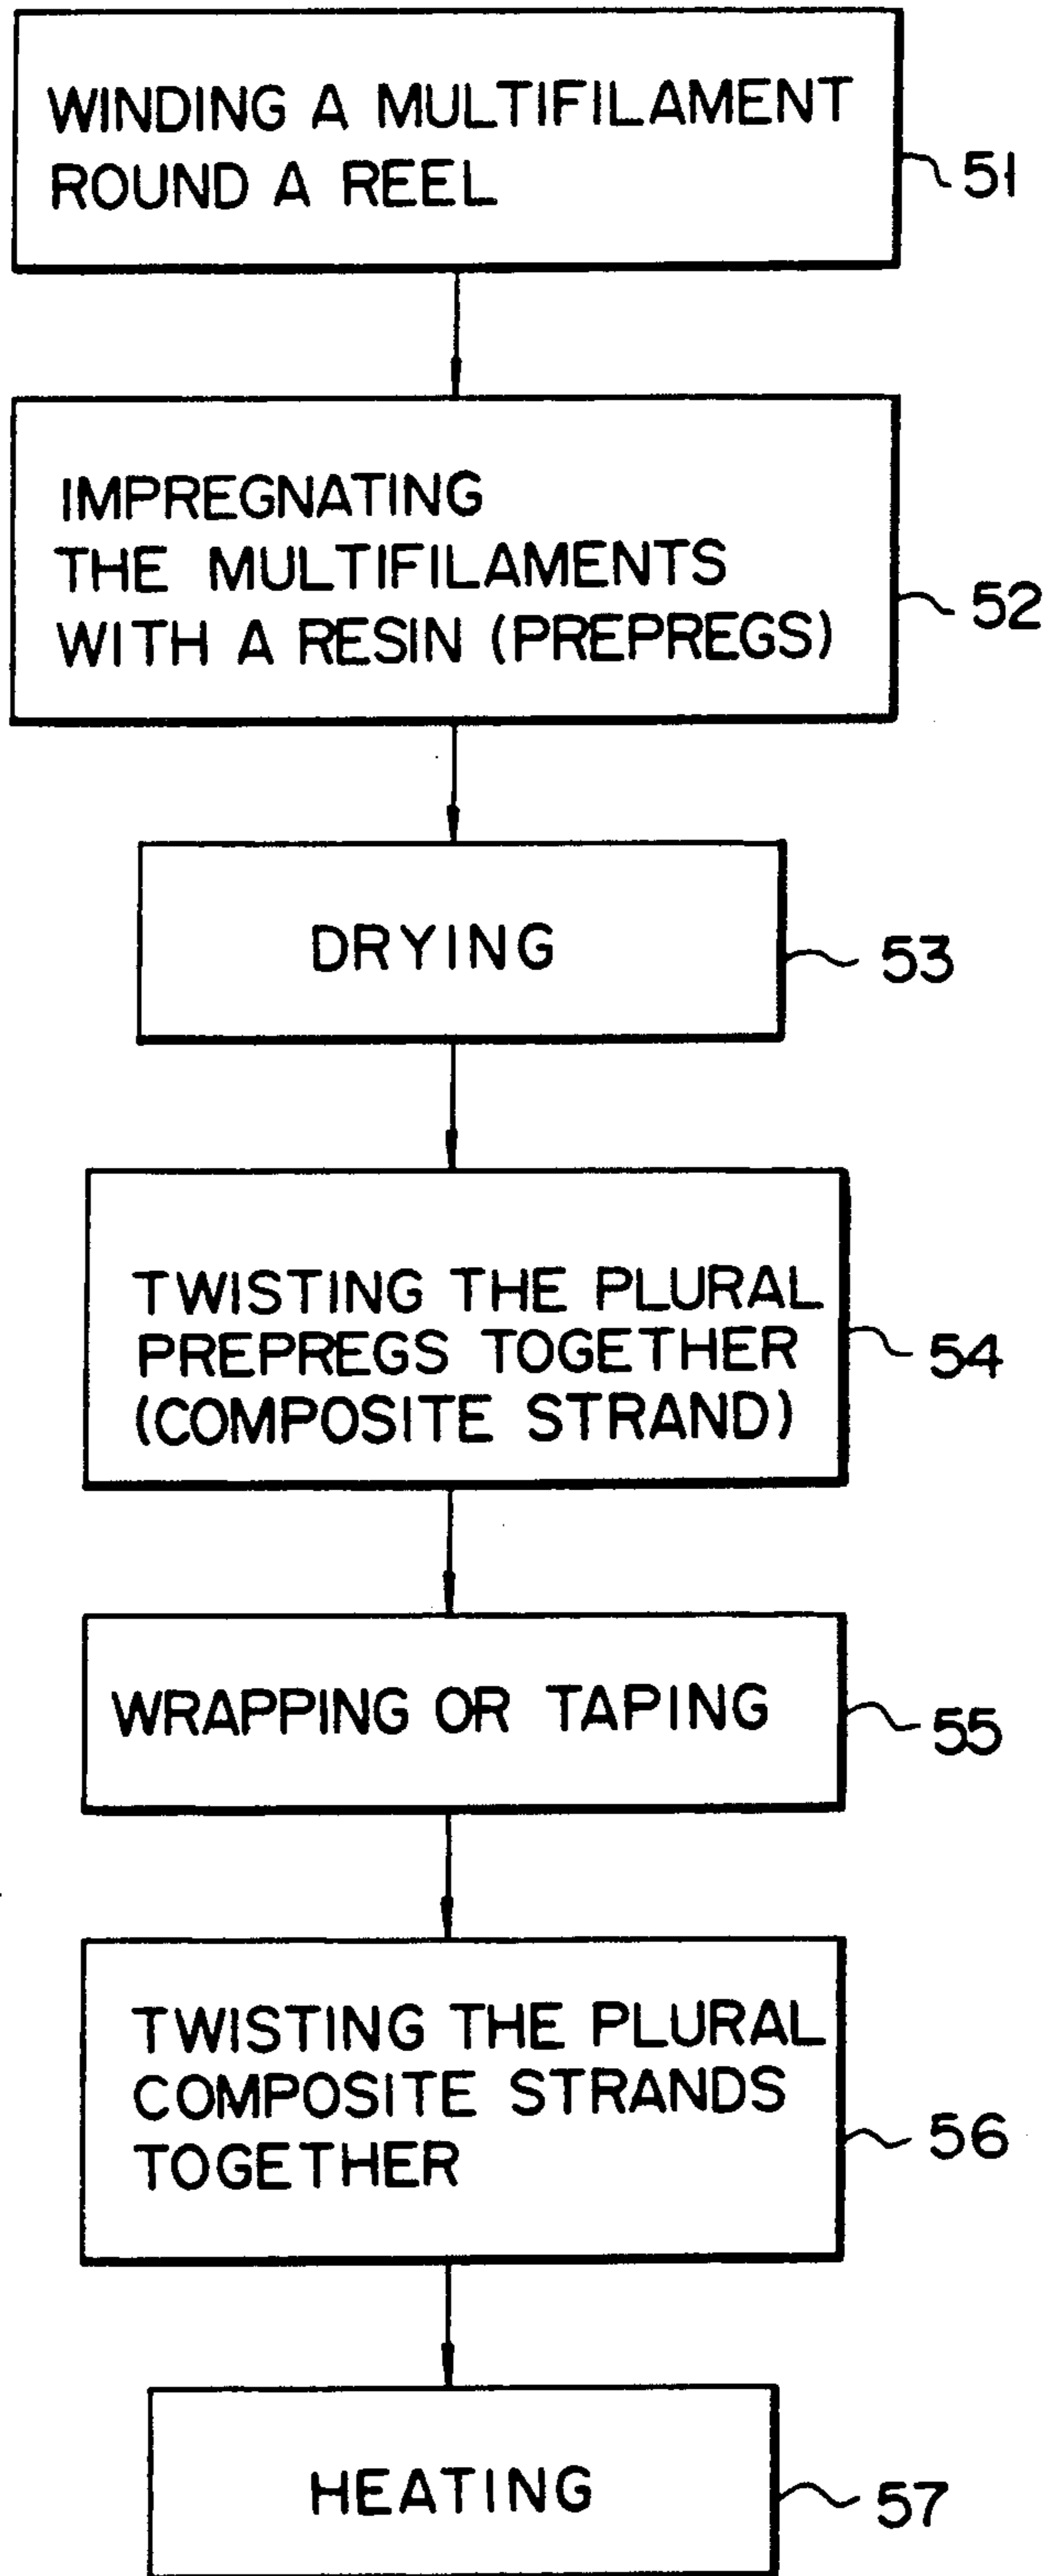 WINDING A MULTIFILAMENT
ROUND A REEL
51
IMPREGNATING
THE MULTIFILAMENTS
WITH A RESIN (PREPREGS)
52
DRYING
53
TWISTING THE PLURAL
PREPREGS TOGETHER
(COMPOSITE STRAND)
54
WRAPPING OR TAPING
55
TWISTING THE PLURAL
COMPOSITE STRANDS
TOGETHER
56
HEATING
57